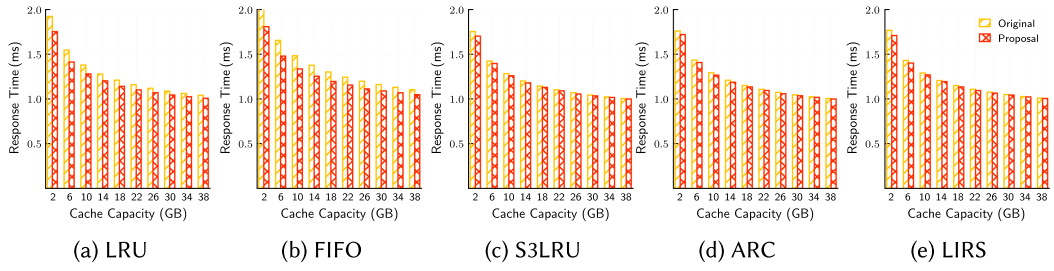 2.0
1.5
1.0
0.5
Response Time (ms)
2 6 10 14 18 22 26 30 34 38
Cache Capacity (GB)
(a) LRU
2.0
1.5
1.0
0.5
Response Time (ms)
2 6 10 14 18 22 26 30 34 38
Cache Capacity (GB)
(b) FIFO
2.0
1.5
1.0
0.5
Response Time (ms)
2 6 10 14 18 22 26 30 34 38
Cache Capacity (GB)
(c) S3LRU
2.0
1.5
1.0
0.5
Response Time (ms)
2 6 10 14 18 22 26 30 34 38
Cache Capacity (GB)
(d) ARC
2.0
1.5
1.0
0.5
Response Time (ms)
Original
Proposal
2 6 10 14 18 22 26 30 34 38
Cache Capacity (GB)
(e) LIRS